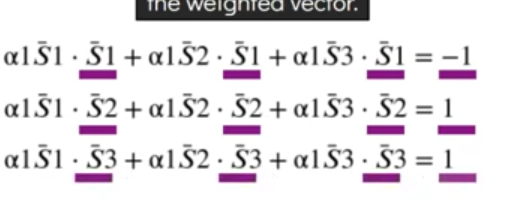 the weighted vector.
α1S̄1 · S̄1 + α1S̄2 · S̄1 + α1S̄3 · S̄1 = −1
α1S̄1 · S̄2 + α1S̄2 · S̄2 + α1S̄3 · S̄2 = 1
α1S̄1 · S̄3 + α1S̄2 · S̄3 + α1S̄3 · S̄3 = 1